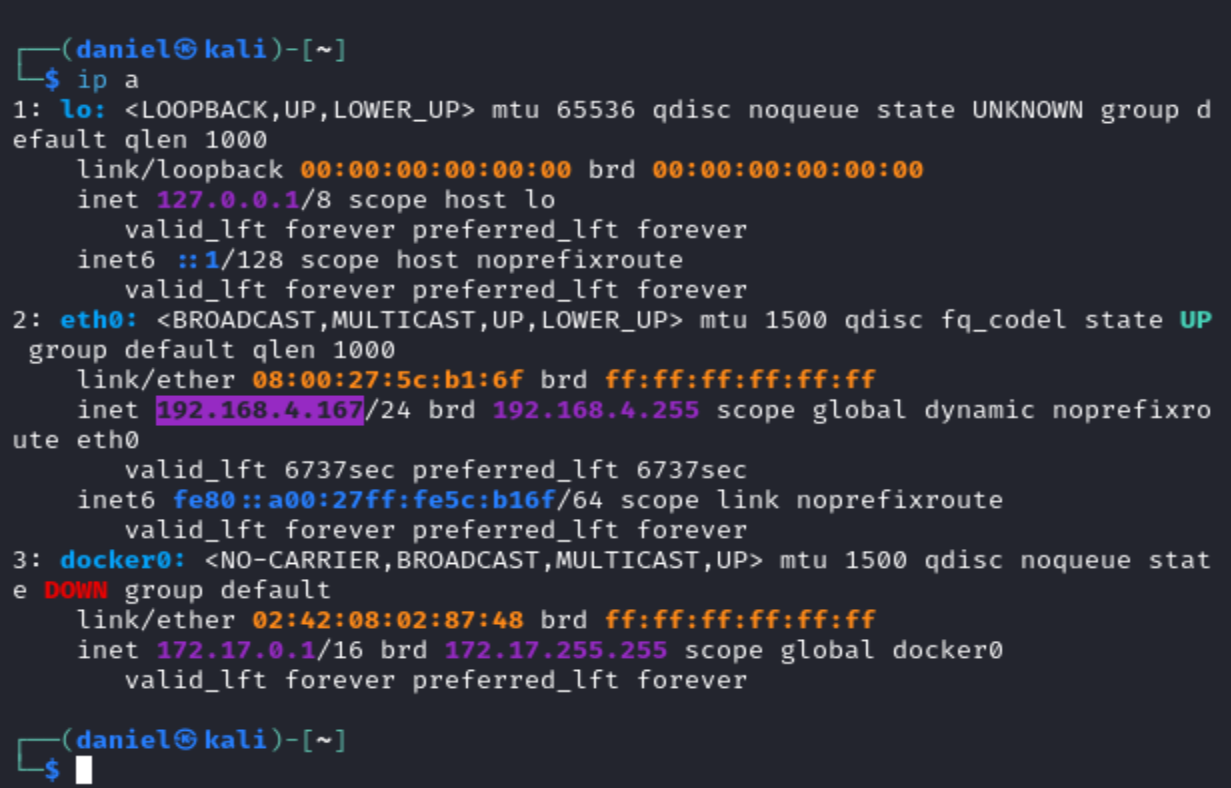 ┌──(daniel㉿kali)-[~]
└─$ ip a
1: lo: <LOOPBACK,UP,LOWER_UP> mtu 65536 qdisc noqueue state UNKNOWN group d
efault qlen 1000
    link/loopback 00:00:00:00:00:00 brd 00:00:00:00:00:00
    inet 127.0.0.1/8 scope host lo
       valid_lft forever preferred_lft forever
    inet6 ::1/128 scope host noprefixroute
       valid_lft forever preferred_lft forever
2: eth0: <BROADCAST,MULTICAST,UP,LOWER_UP> mtu 1500 qdisc fq_codel state UP
 group default qlen 1000
    link/ether 08:00:27:5c:b1:6f brd ff:ff:ff:ff:ff:ff
    inet 192.168.4.167/24 brd 192.168.4.255 scope global dynamic noprefixro
ute eth0
       valid_lft 6737sec preferred_lft 6737sec
    inet6 fe80::a00:27ff:fe5c:b16f/64 scope link noprefixroute
       valid_lft forever preferred_lft forever
3: docker0: <NO-CARRIER,BROADCAST,MULTICAST,UP> mtu 1500 qdisc noqueue stat
e DOWN group default
    link/ether 02:42:08:02:87:48 brd ff:ff:ff:ff:ff:ff
    inet 172.17.0.1/16 brd 172.17.255.255 scope global docker0
       valid_lft forever preferred_lft forever
┌──(daniel㉿kali)-[~]
└─$